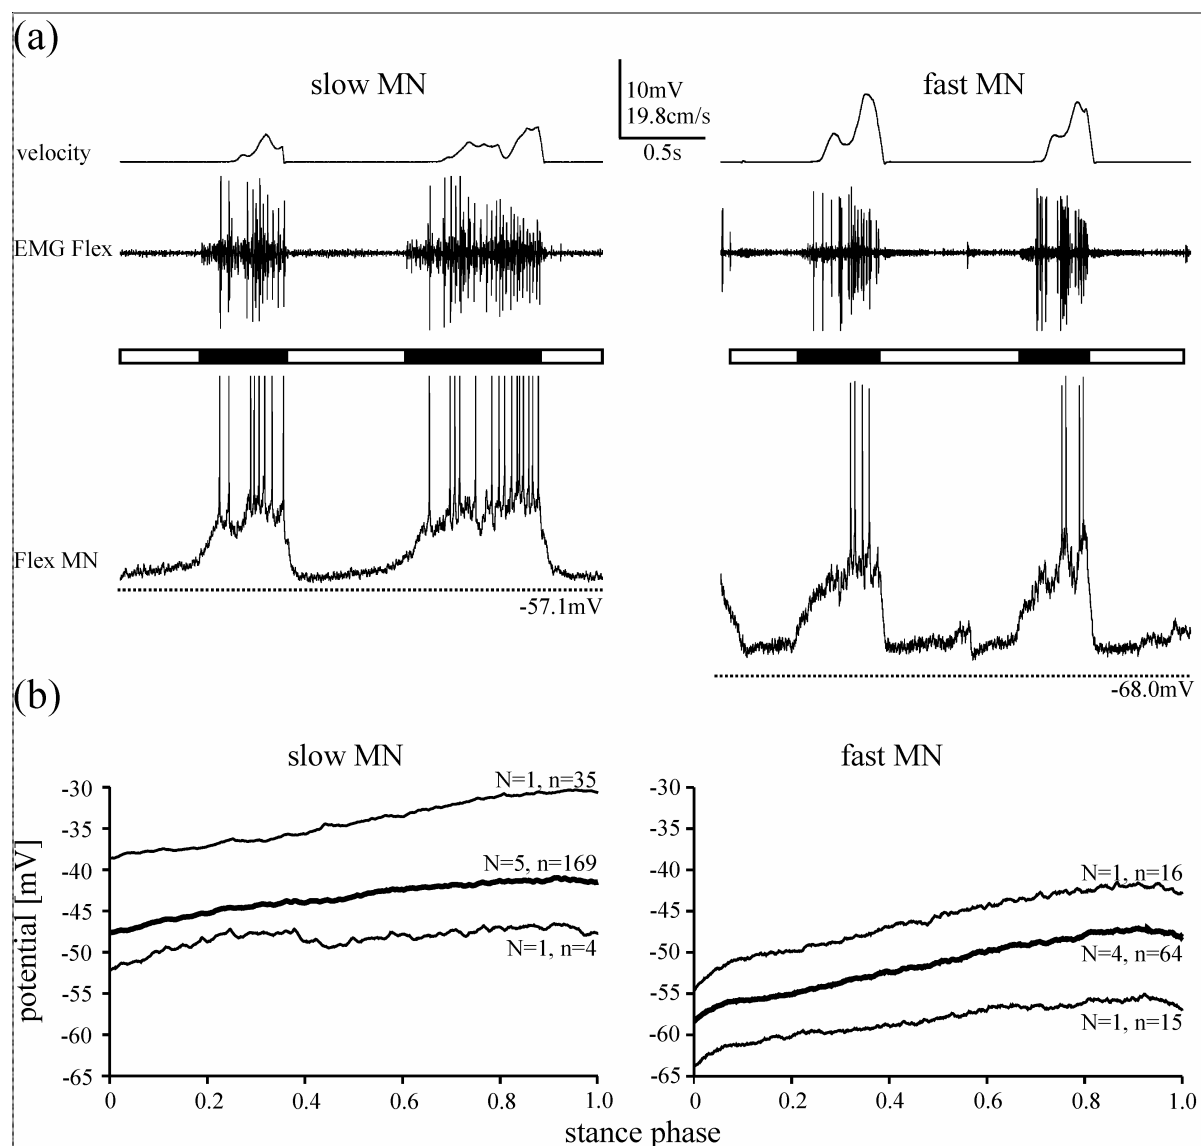 (a)
slow MN
10mV
19.8cm/s
0.5s
fast MN
velocity
EMG Flex
Flex MN
-57.1mV
-68.0mV
(b)
slow MN
fast MN
potential [mV]
-30
-35
-40
-45
-50
-55
-60
-65
N=1, n=35
N=5, n=169
N=1, n=4
0
0.2
0.4
0.6
0.8
1.0
-30
-35
-40
-45
-50
-55
-60
-65
N=1, n=16
N=4, n=64
N=1, n=15
0
0.2
0.4
0.6
0.8
1.0
stance phase